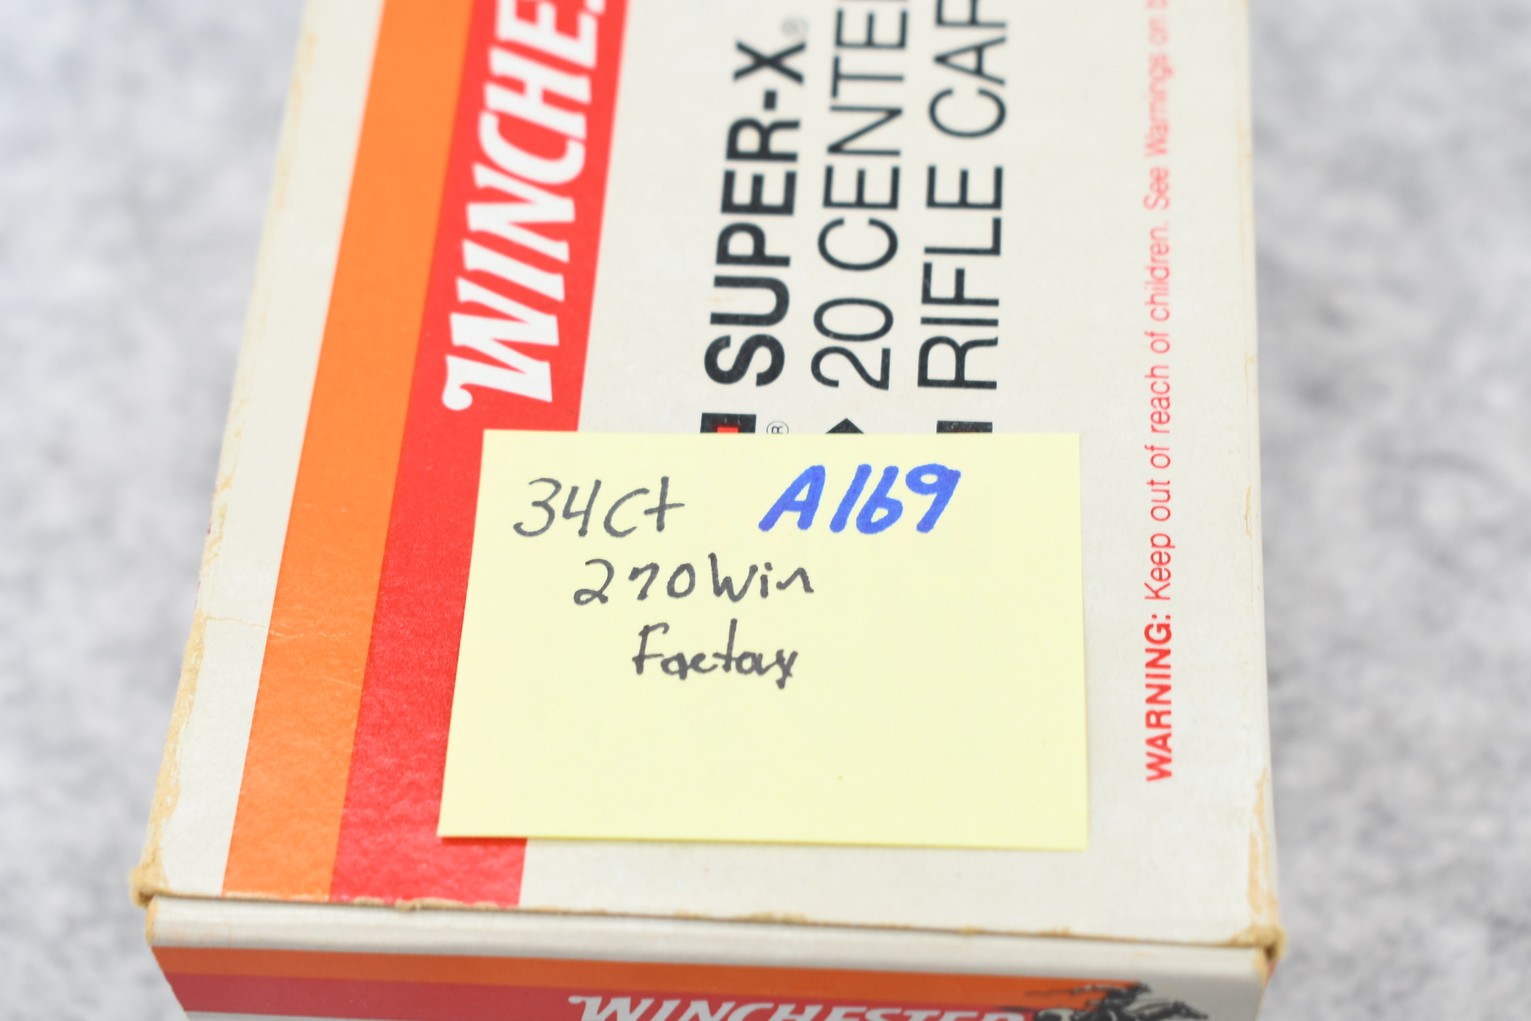 WINCHE
SUPER-X®
20 CENTE
RIFLE CA
WARNING: Keep out of reach of children. See Warnings on
®
34ct A169
270 Win
Factory
WINCHESTER